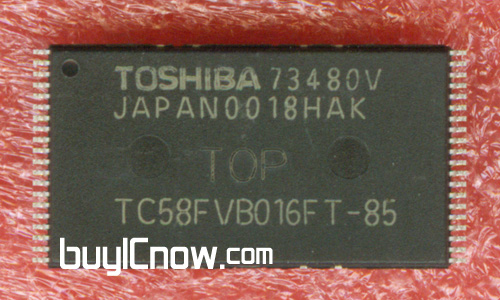 TOSHIBA 73480V
JAPAN0018HAK
TOP
TC58FVB016FT-85
buyICnow.com